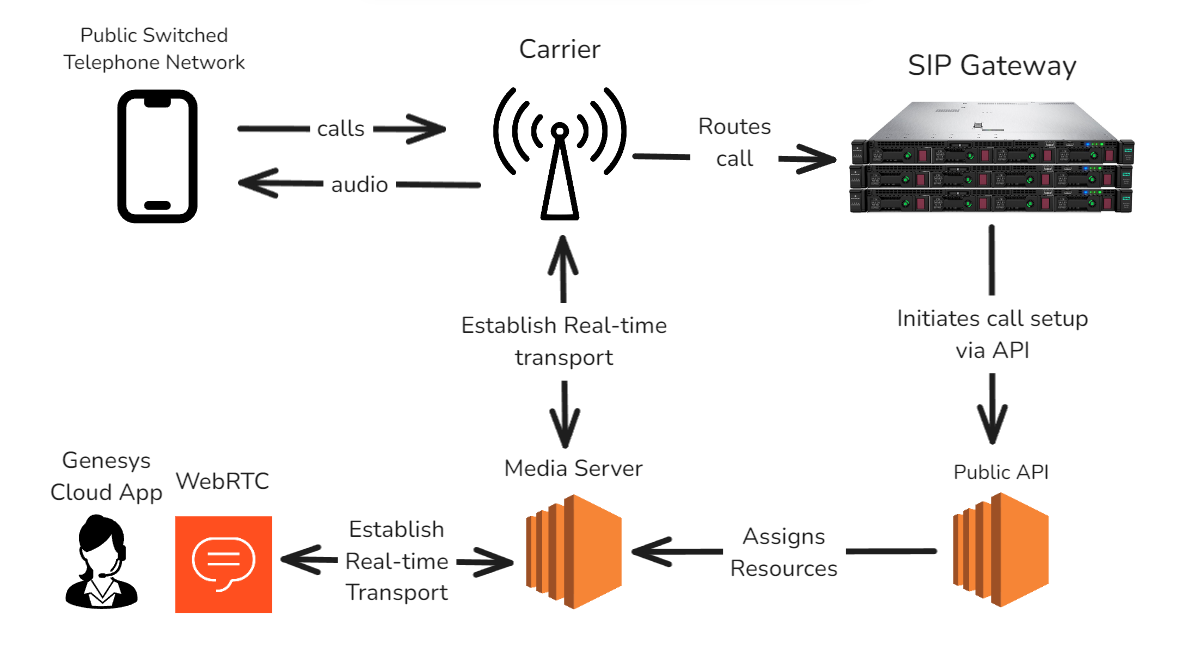 Public Switched
Telephone Network
Carrier
SIP Gateway
calls
audio
Routes
call
Establish Real-time
transport
Initiates call setup
via API
Genesys
Cloud App
WebRTC
Media Server
Public API
Establish
Real-time
Transport
Assigns
Resources